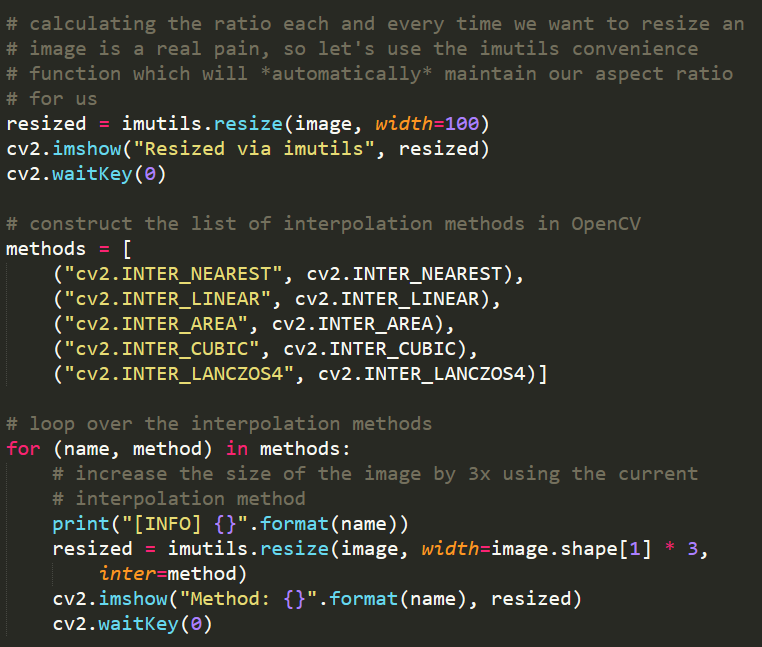 # calculating the ratio each and every time we want to resize an
# image is a real pain, so let's use the imutils convenience
# function which will *automatically* maintain our aspect ratio
# for us
resized = imutils.resize(image, width=100)
cv2.imshow("Resized via imutils", resized)
cv2.waitKey(0)

# construct the list of interpolation methods in OpenCV
methods = [
    ("cv2.INTER_NEAREST", cv2.INTER_NEAREST),
    ("cv2.INTER_LINEAR", cv2.INTER_LINEAR),
    ("cv2.INTER_AREA", cv2.INTER_AREA),
    ("cv2.INTER_CUBIC", cv2.INTER_CUBIC),
    ("cv2.INTER_LANCZOS4", cv2.INTER_LANCZOS4)]

# loop over the interpolation methods
for (name, method) in methods:
    # increase the size of the image by 3x using the current
    # interpolation method
    print("[INFO] {}".format(name))
    resized = imutils.resize(image, width=image.shape[1] * 3,
        inter=method)
    cv2.imshow("Method: {}".format(name), resized)
    cv2.waitKey(0)